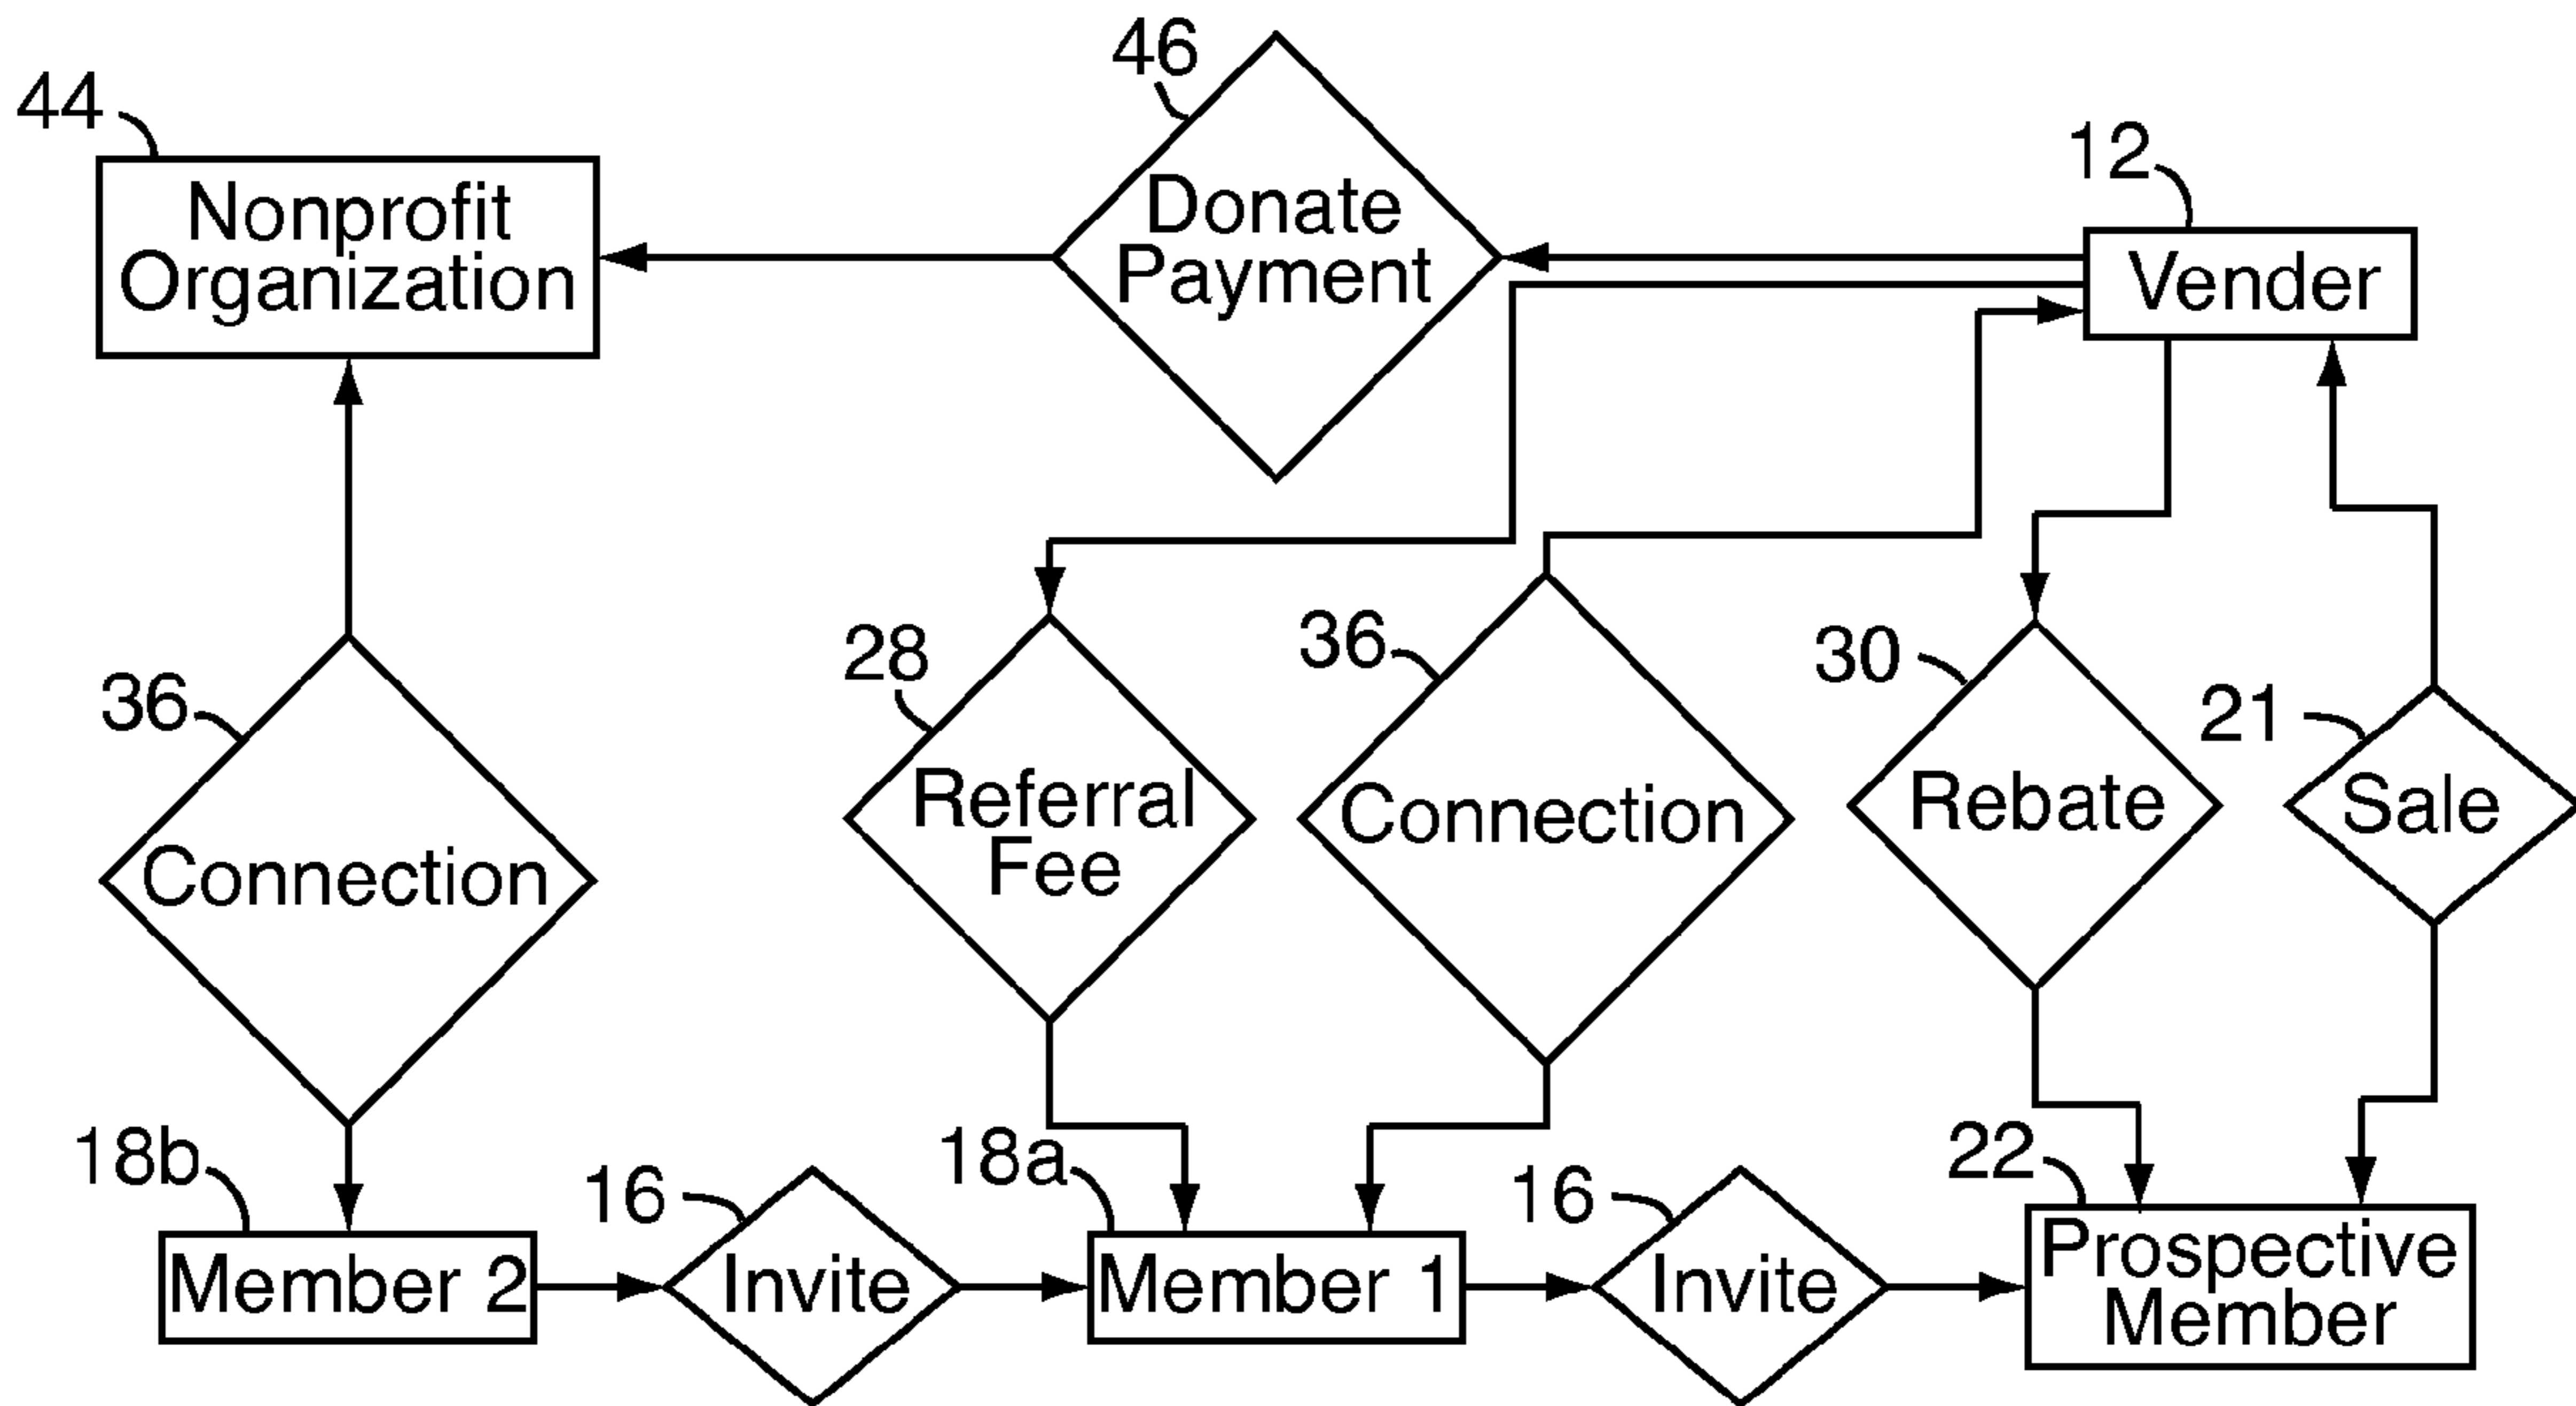 46
44
12
Nonprofit
Organization
Donate
Payment
Vender
36
28
36
30
21
Connection
Referral
Fee
Connection
Rebate
Sale
18b
16
18a
16
22
Member 2
Invite
Member 1
Invite
Prospective
Member